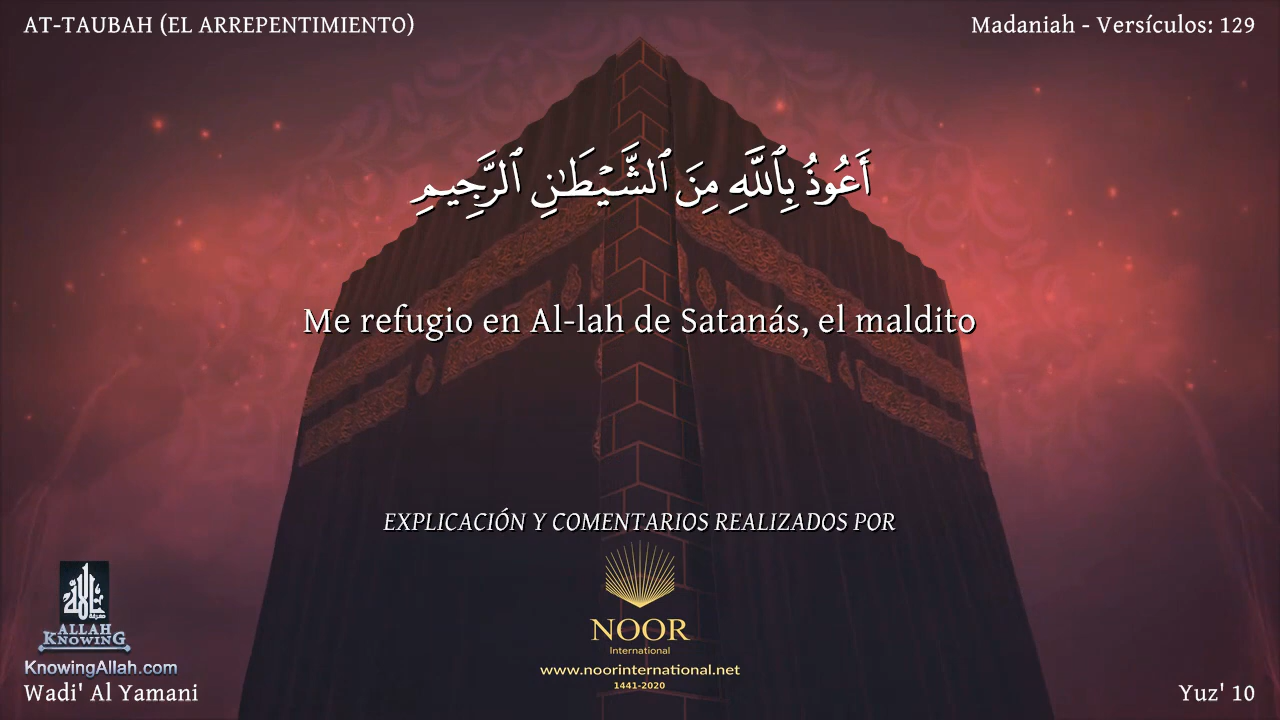 AT-TAUBAH (EL ARREPENTIMIENTO)
Madaniah - Versículos: 129
أَعُوذُ بِٱللَّهِ مِنَ ٱلشَّيْطَـٰنِ ٱلرَّجِيمِ
Me refugio en Al-lah de Satanás, el maldito
EXPLICACIÓN Y COMENTARIOS REALIZADOS POR
NOOR
International
www.noorinternational.net
1441-2020
ALLAH
KNOWING
KnowingAllah.com
Wadi' Al Yamani
Yuz' 10